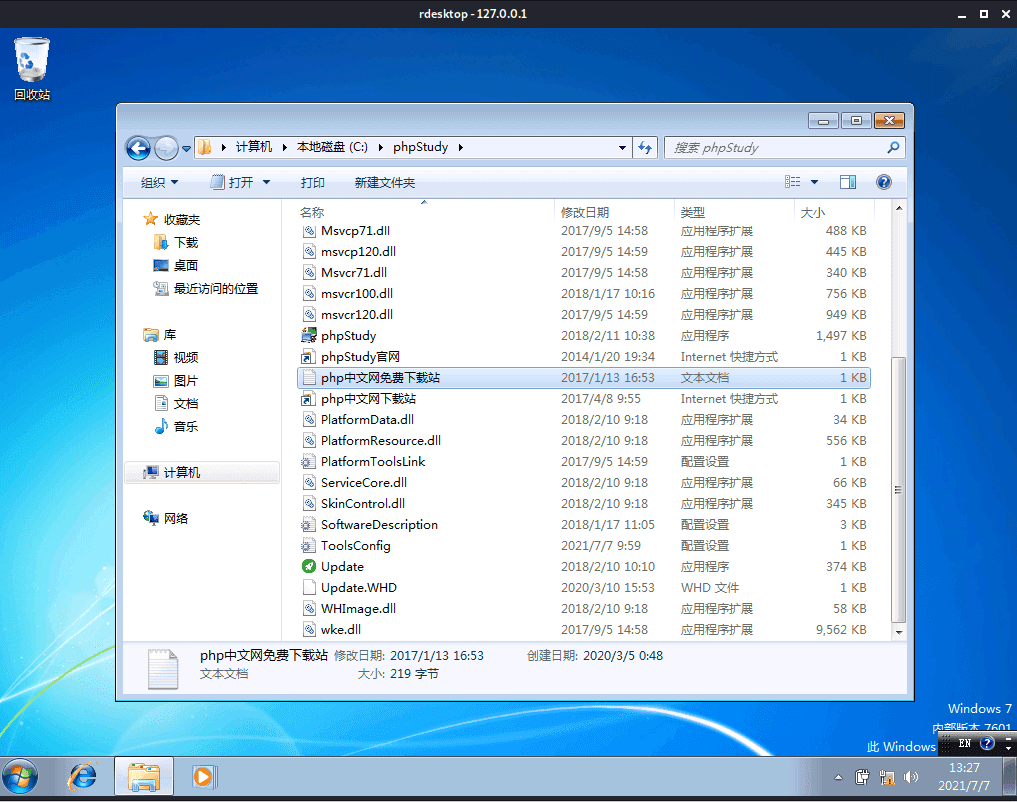 rdesktop - 127.0.0.1
回收站
计算机 本地磁盘 (C:) phpStudy 搜索 phpStudy
组织 打开 打印 新建文件夹
收藏夹
下载
桌面
最近访问的位置
库
视频
图片
文档
音乐
计算机
网络
名称 修改日期 类型 大小
Msvcp71.dll 2017/9/5 14:58 应用程序扩展 488 KB
msvcp120.dll 2017/9/5 14:59 应用程序扩展 445 KB
Msvcr71.dll 2017/9/5 14:58 应用程序扩展 340 KB
msvcr100.dll 2018/1/17 10:16 应用程序扩展 756 KB
msvcr120.dll 2017/9/5 14:59 应用程序扩展 949 KB
phpStudy 2018/2/11 10:38 应用程序 1,497 KB
phpStudy官网 2014/1/20 19:34 Internet 快捷方式 1 KB
php中文网免费下载站 2017/1/13 16:53 文本文档 1 KB
php中文网下载站 2017/4/8 9:55 Internet 快捷方式 1 KB
PlatformData.dll 2018/2/10 9:18 应用程序扩展 34 KB
PlatformResource.dll 2018/2/10 9:18 应用程序扩展 556 KB
PlatformToolsLink 2017/9/5 14:59 配置设置 1 KB
ServiceCore.dll 2018/2/10 9:18 应用程序扩展 66 KB
SkinControl.dll 2018/2/10 9:18 应用程序扩展 345 KB
SoftwareDescription 2018/1/17 11:05 配置设置 3 KB
ToolsConfig 2021/7/7 9:59 配置设置 1 KB
Update 2018/2/10 10:10 应用程序 374 KB
Update.WHD 2020/3/10 15:53 WHD 文件 1 KB
WHImage.dll 2018/2/10 9:18 应用程序扩展 58 KB
wke.dll 2017/9/5 14:58 应用程序扩展 9,562 KB
php中文网免费下载站 修改日期: 2017/1/13 16:53 创建日期: 2020/3/5 0:48
文本文档 大小: 219 字节
Windows 7
内部版本 7601
此 Windows
EN
13:27
2021/7/7